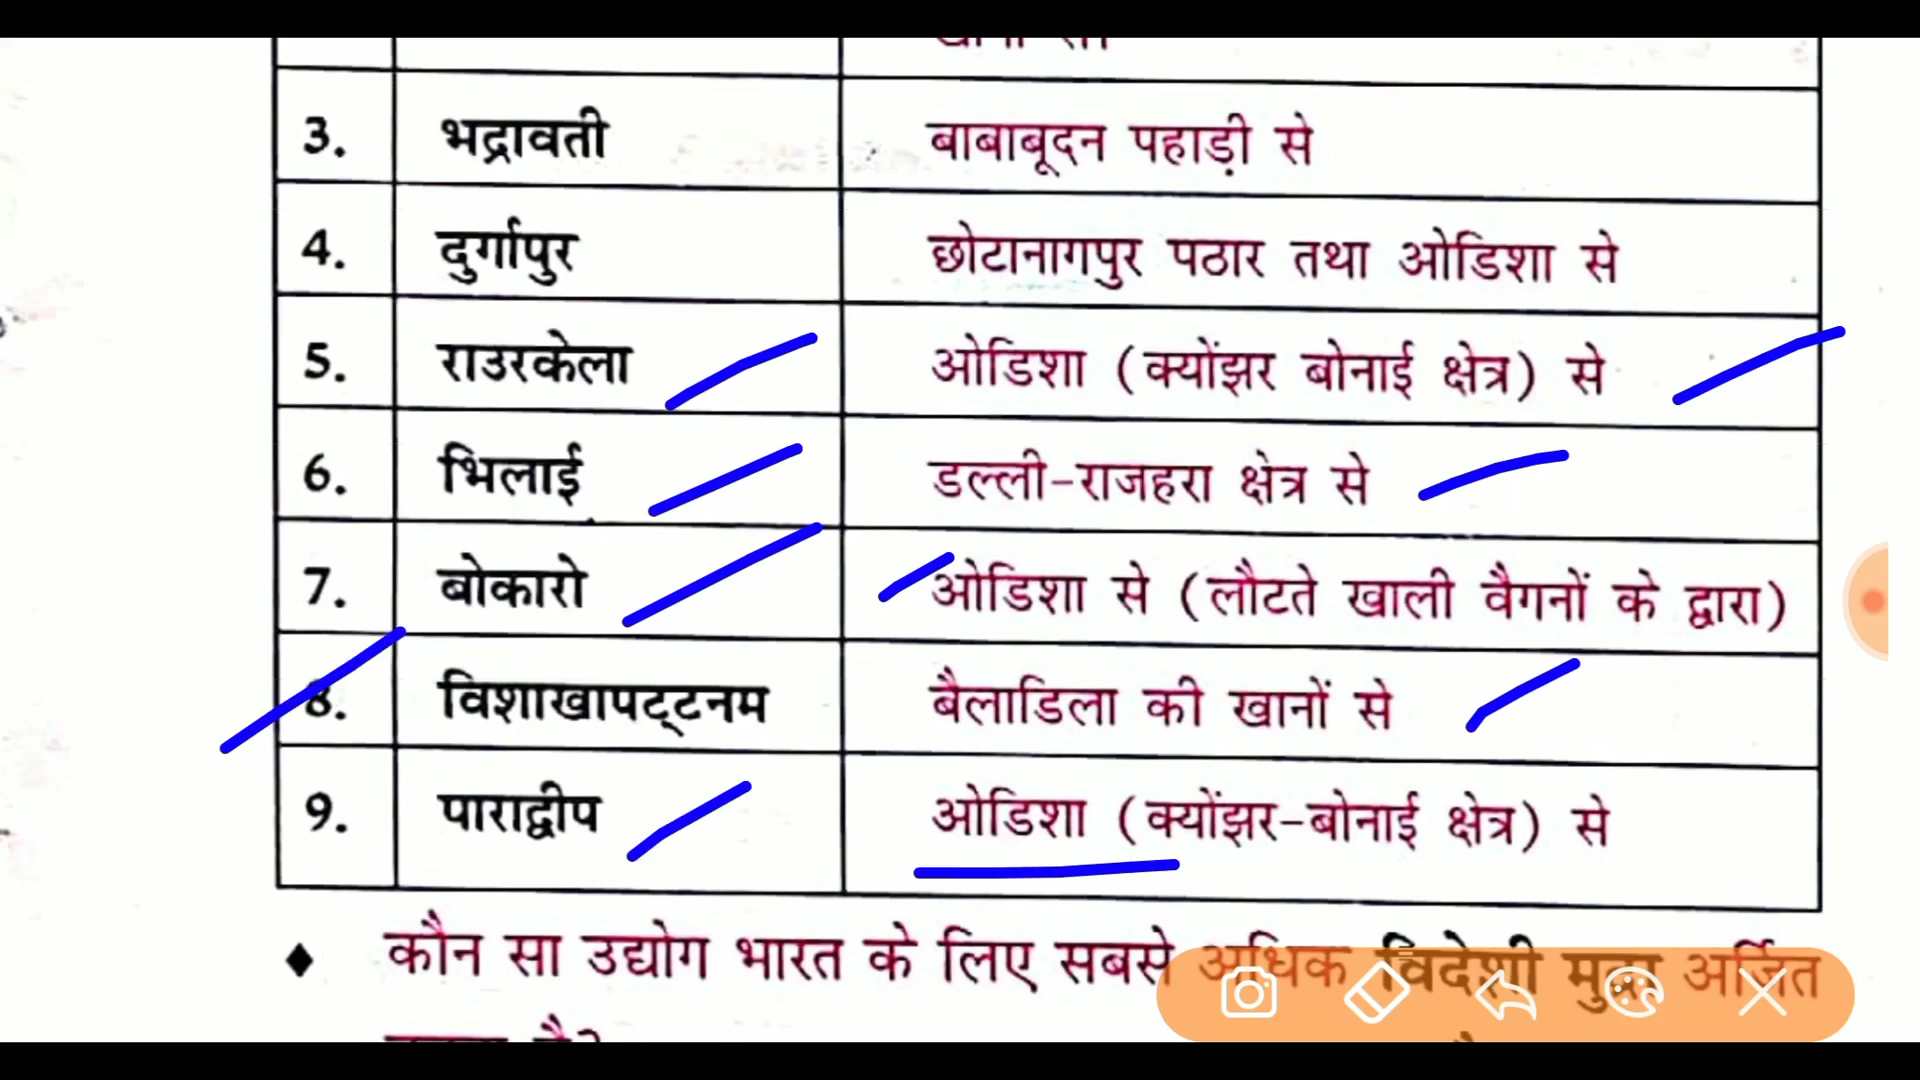 3. भद्रावती बाबाबूदन पहाड़ी से
4. दुर्गापुर छोटानागपुर पठार तथा ओडिशा से
5. राउरकेला ओडिशा (क्योंझर बोनाई क्षेत्र) से
6. भिलाई डल्ली-राजहरा क्षेत्र से
7. बोकारो ओडिशा से (लौटते खाली वैगनों के द्वारा)
8. विशाखापट्टनम बैलाडिला की खानों से
9. पाराद्वीप ओडिशा (क्योंझर-बोनाई क्षेत्र) से
♦ कौन सा उद्योग भारत के लिए सबसे अधिक विदेशी मुद्रा अर्जित